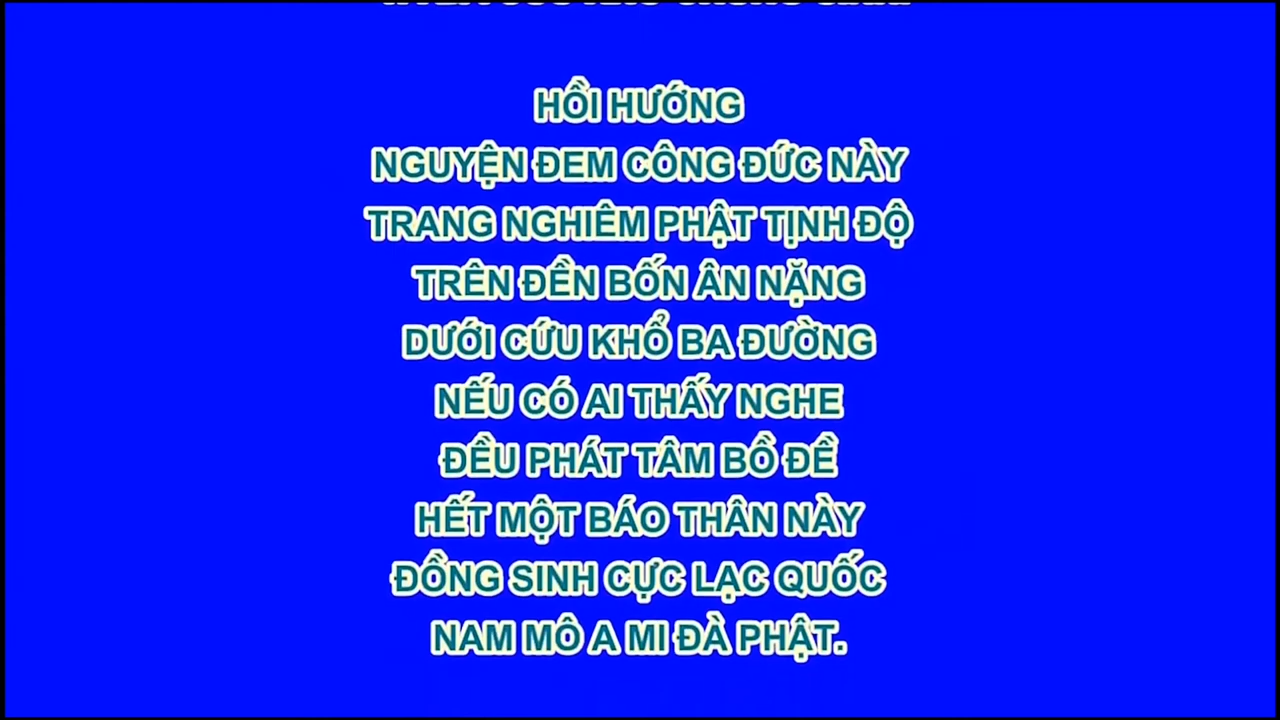 HỒI HƯỚNG
NGUYỆN ĐEM CÔNG ĐỨC NÀY
TRANG NGHIÊM PHẬT TỊNH ĐỘ
TRÊN ĐỀN BỐN ÂN NẶNG
DƯỚI CỨU KHỔ BA ĐƯỜNG
NẾU CÓ AI THẤY NGHE
ĐỀU PHÁT TÂM BỒ ĐỀ
HẾT MỘT BÁO THÂN NÀY
ĐỒNG SINH CỰC LẠC QUỐC
NAM MÔ A MI ĐÀ PHẬT.